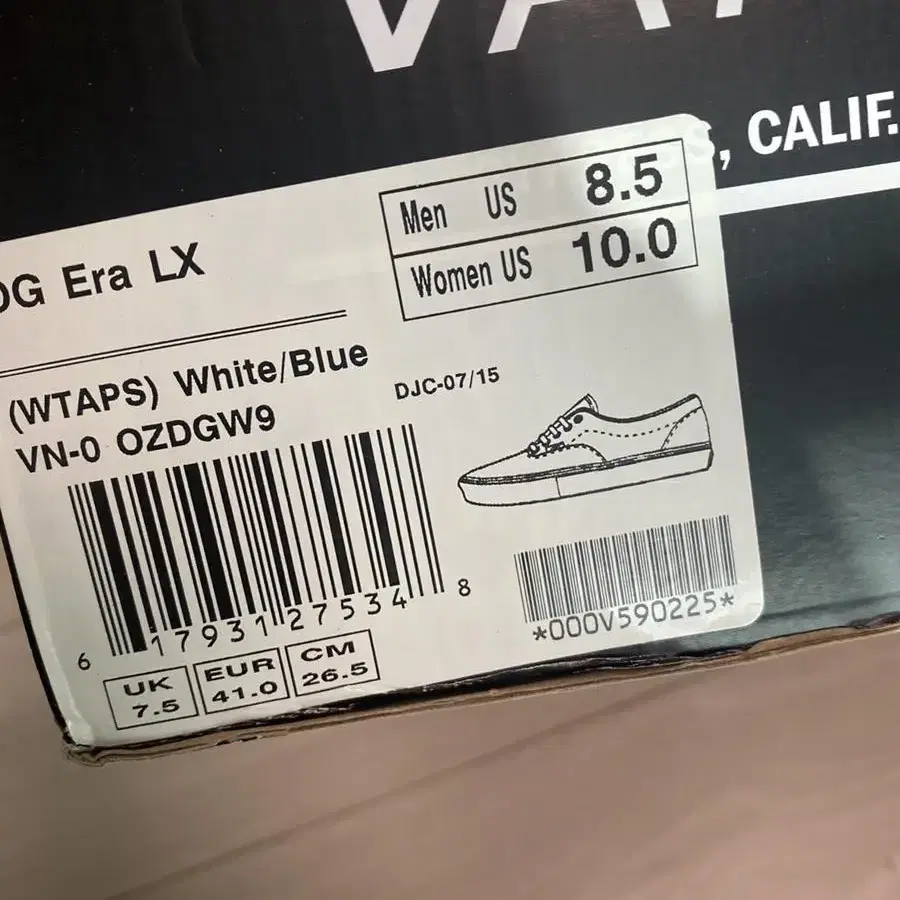 VA
, CALIF.
OG Era LX
Men US 8.5
Women US 10.0
(WTAPS) White/Blue
VN-0 OZDGW9
DJC-07/15
6 17931 27534 8
*000V590225*
UK 7.5
EUR 41.0
CM 26.5